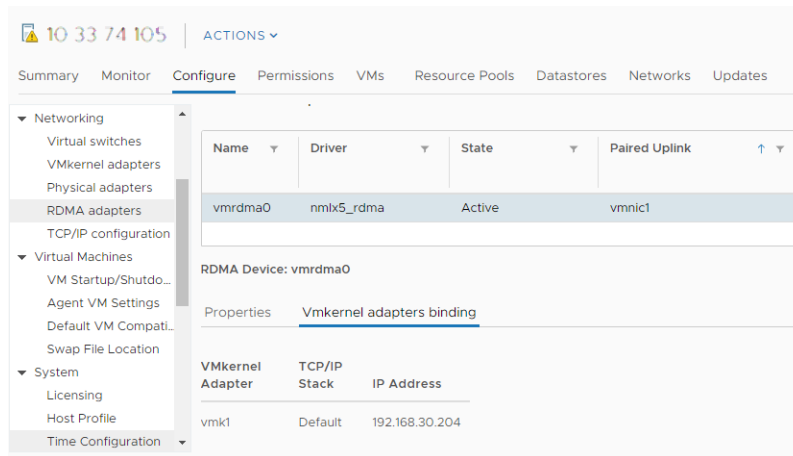 10 33 74 105 ACTIONS
Summary Monitor Configure Permissions VMs Resource Pools Datastores Networks Updates
Networking
Virtual switches
VMkernel adapters
Physical adapters
RDMA adapters
TCP/IP configuration
Virtual Machines
VM Startup/Shutdo...
Agent VM Settings
Default VM Compati...
Swap File Location
System
Licensing
Host Profile
Time Configuration
Name Driver State Paired Uplink
vmrdma0 nmlx5_rdma Active vmnic1
RDMA Device: vmrdma0
Properties Vmkernel adapters binding
VMkernel Adapter TCP/IP Stack IP Address
vmk1 Default 192.168.30.204